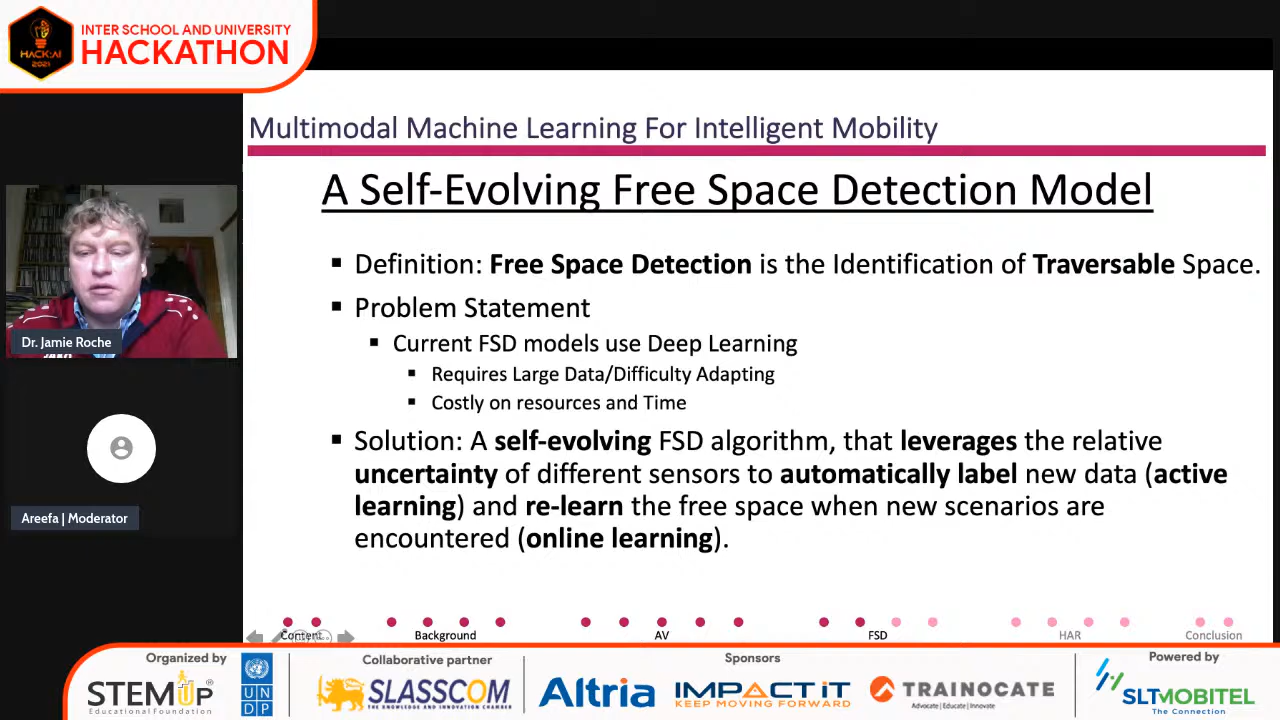 INTER SCHOOL AND UNIVERSITY
HACKATHON
HACK:AI
2021
Multimodal Machine Learning For Intelligent Mobility
A Self-Evolving Free Space Detection Model
Definition: Free Space Detection is the Identification of Traversable Space.
Problem Statement
Current FSD models use Deep Learning
Requires Large Data/Difficulty Adapting
Costly on resources and Time
Solution: A self-evolving FSD algorithm, that leverages the relative
uncertainty of different sensors to automatically label new data (active
learning) and re-learn the free space when new scenarios are
encountered (online learning).
Dr. Jamie Roche
Areefa | Moderator
Content Background AV FSD HAR Conclusion
Organized by
STEMUP
Educational Foundation
U N
D P
Collaborative partner
SLASSCOM
THE KNOWLEDGE AND INNOVATION CHAMBER
Sponsors
Altria
IMPACT iT
KEEP MOVING FORWARD
TRAINOCATE
Advocate | Educate | Innovate
Powered by
SLTMOBITEL
The Connection